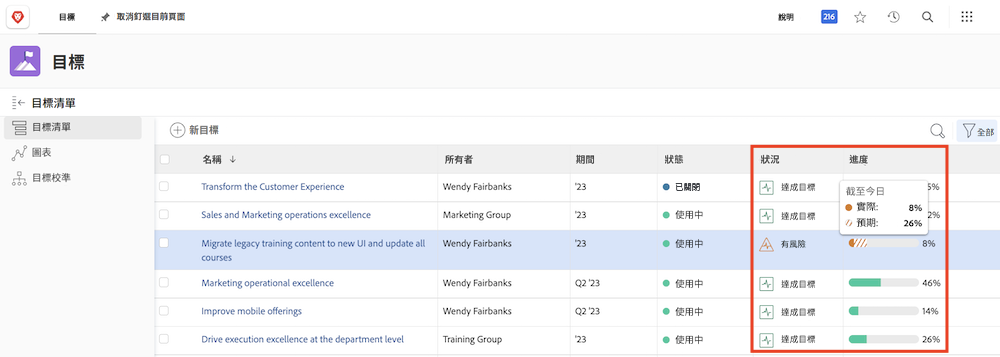 目標 取消釘選目前頁面 說明 216
目標
目標清單
目標清單
圖表
目標校準
新目標 全部
名稱 ↓ 所有者 期間 狀態 狀況 進度
Transform the Customer Experience Wendy Fairbanks '23 已關閉 達成目標
Sales and Marketing operations excellence Marketing Group '23 使用中 達成目標
截至今日
實際: 8%
預期: 26%
Migrate legacy training content to new UI and update all
courses Wendy Fairbanks '23 使用中 有風險 8%
Marketing operational excellence Wendy Fairbanks Q2 '23 使用中 達成目標 46%
Improve mobile offerings Wendy Fairbanks Q2 '23 使用中 達成目標 14%
Drive execution excellence at the department level Training Group '23 使用中 達成目標 26%